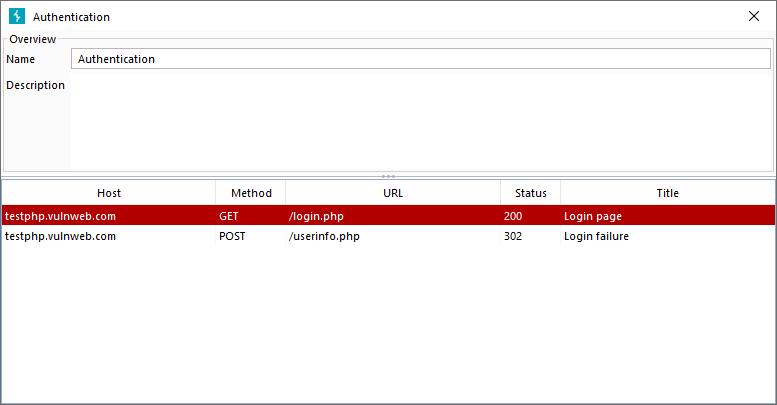 Authentication
Overview
Name Authentication
Description
Host Method URL Status Title
testphp.vulnweb.com GET /login.php 200 Login page
testphp.vulnweb.com POST /userinfo.php 302 Login failure